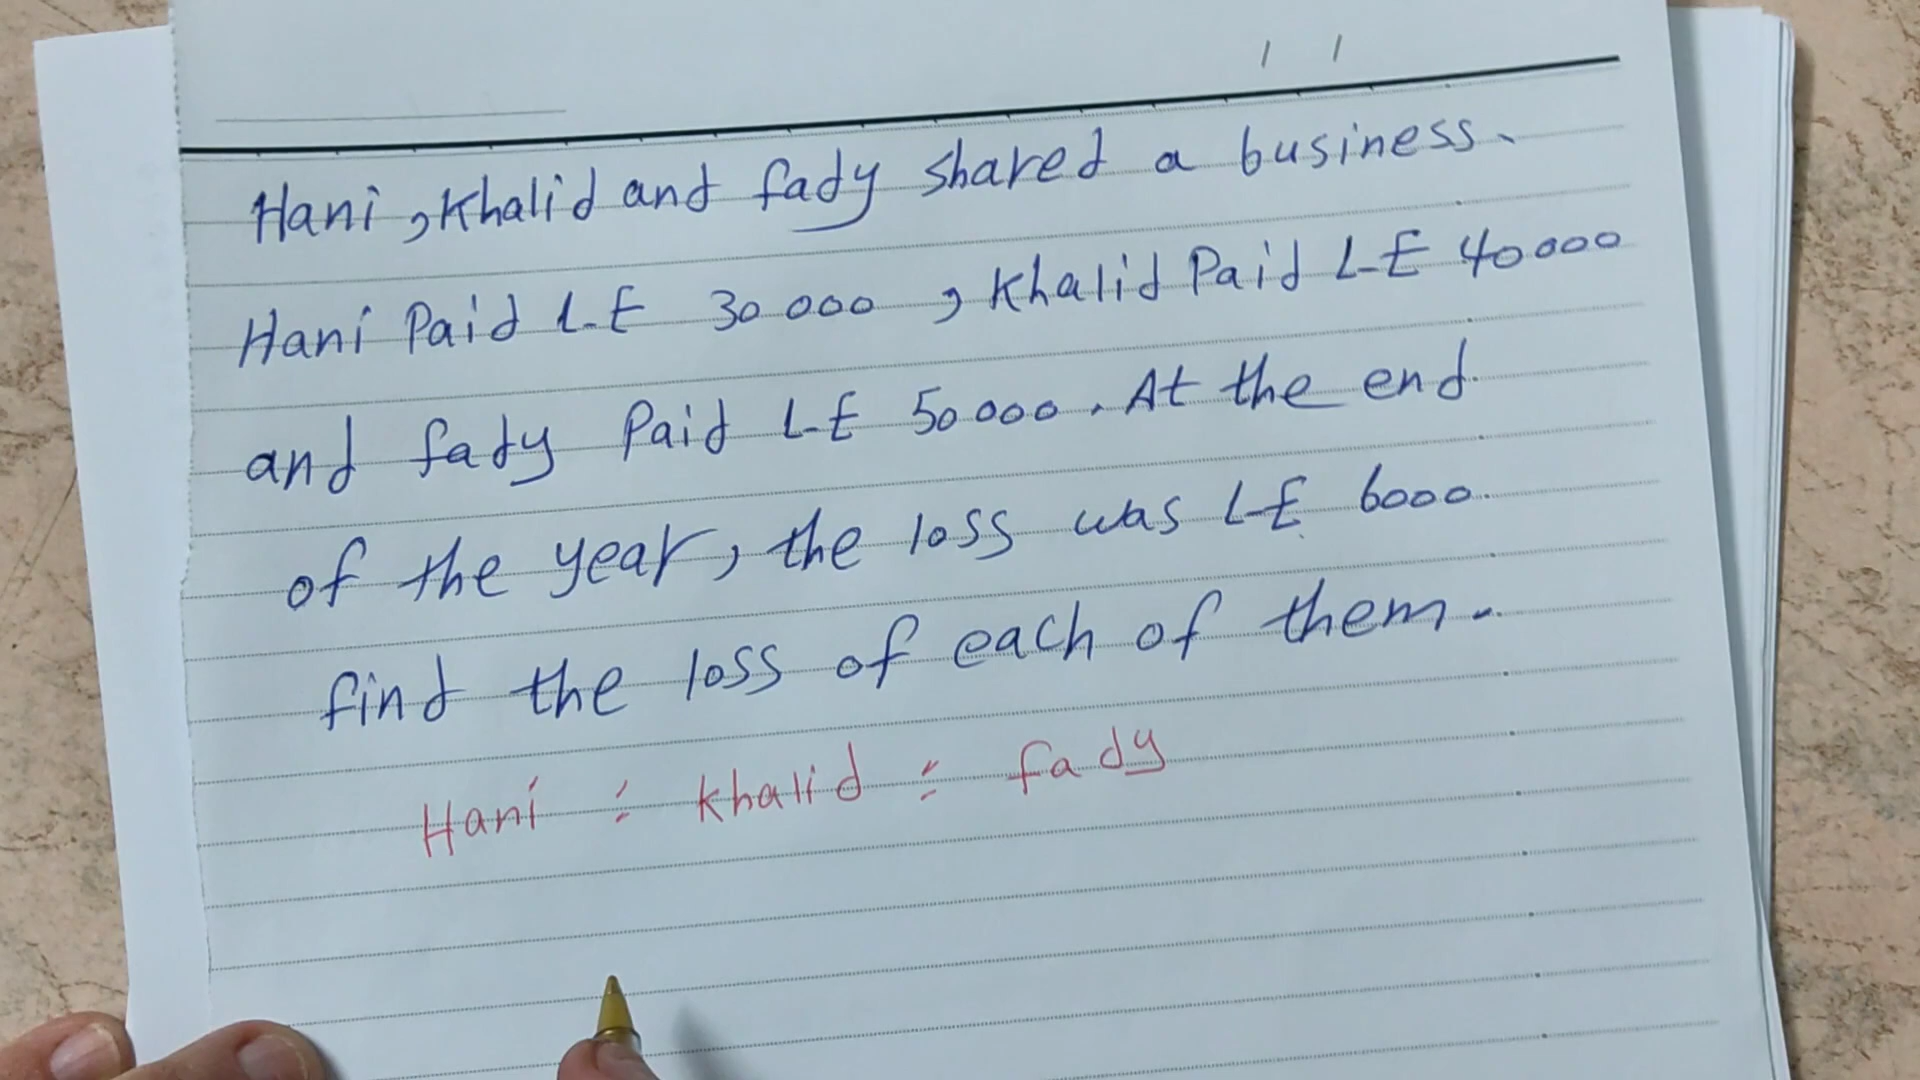 Hani, Khalid and fady shared a business.
Hani Paid L.E 30 000, Khalid Paid L.E 40000
and fady Paid L.E 50 000. At the end
of the year, the loss was L.E 6000.
find the loss of each of them.
Hani : Khalid : fady